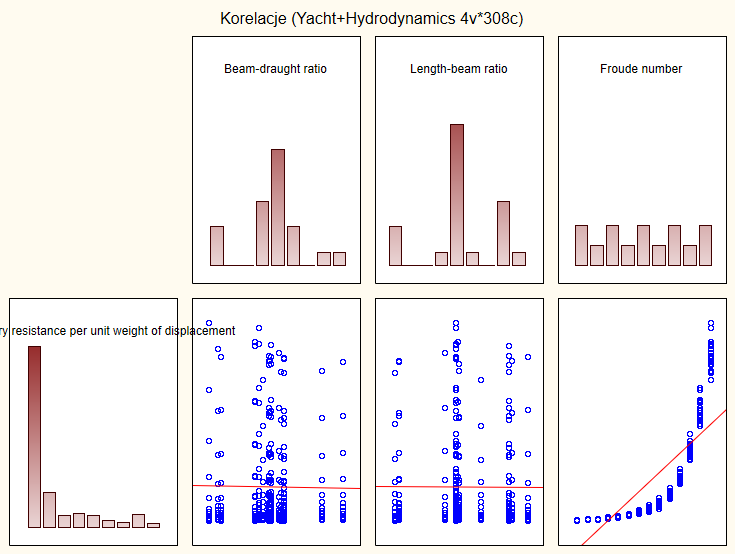 Korelacje (Yacht+Hydrodynamics 4v*308c)
Beam-draught ratio
Length-beam ratio
Froude number
resistance per unit weight of displacement